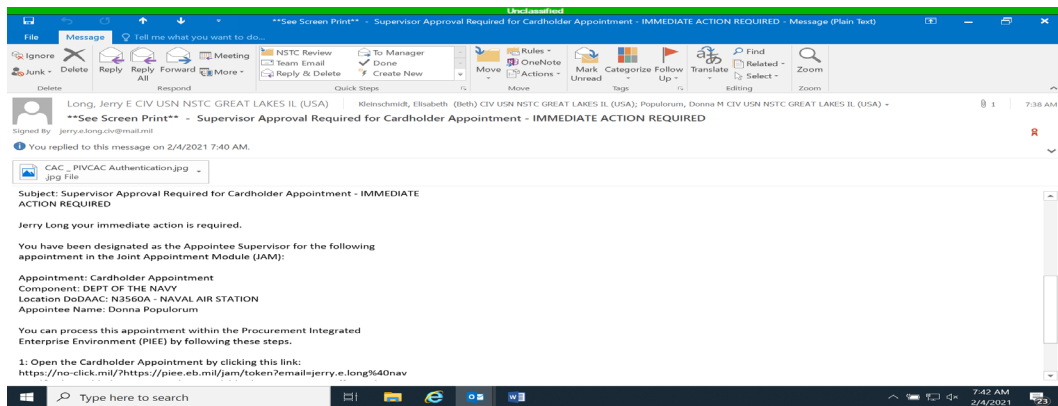 Unclassified
**See Screen Print** - Supervisor Approval Required for Cardholder Appointment - IMMEDIATE ACTION REQUIRED - Message (Plain Text)
File Message Tell me what you want to do...
Ignore Junk Delete Reply Reply All Forward Meeting More NSTC Review Team Email Reply & Delete To Manager Done Create New Move Rules OneNote Actions Mark Unread Categorize Follow Up Translate Find Related Select Zoom
Delete Respond Quick Steps Move Tags Editing Zoom
Long, Jerry E CIV USN NSTC GREAT LAKES IL (USA) Kleinschmidt, Elisabeth (Beth) CIV USN NSTC GREAT LAKES IL (USA); Populorum, Donna M CIV USN NSTC GREAT LAKES IL (USA) 1 7:38 AM
**See Screen Print** - Supervisor Approval Required for Cardholder Appointment - IMMEDIATE ACTION REQUIRED
Signed By jerry.e.long.civ@mail.mil
You replied to this message on 2/4/2021 7:40 AM.
CAC _ PIVCAC Authentication.jpg
.jpg File
Subject: Supervisor Approval Required for Cardholder Appointment - IMMEDIATE
ACTION REQUIRED
Jerry Long your immediate action is required.
You have been designated as the Appointee Supervisor for the following
appointment in the Joint Appointment Module (JAM):
Appointment: Cardholder Appointment
Component: DEPT OF THE NAVY
Location DoDAAC: N3560A - NAVAL AIR STATION
Appointee Name: Donna Populorum
You can process this appointment within the Procurement Integrated
Enterprise Environment (PIEE) by following these steps.
1: Open the Cardholder Appointment by clicking this link:
https://no-click.mil/?https://piee.eb.mil/jam/token?email=jerry.e.long%40nav
Type here to search 7:42 AM
2/4/2021 23